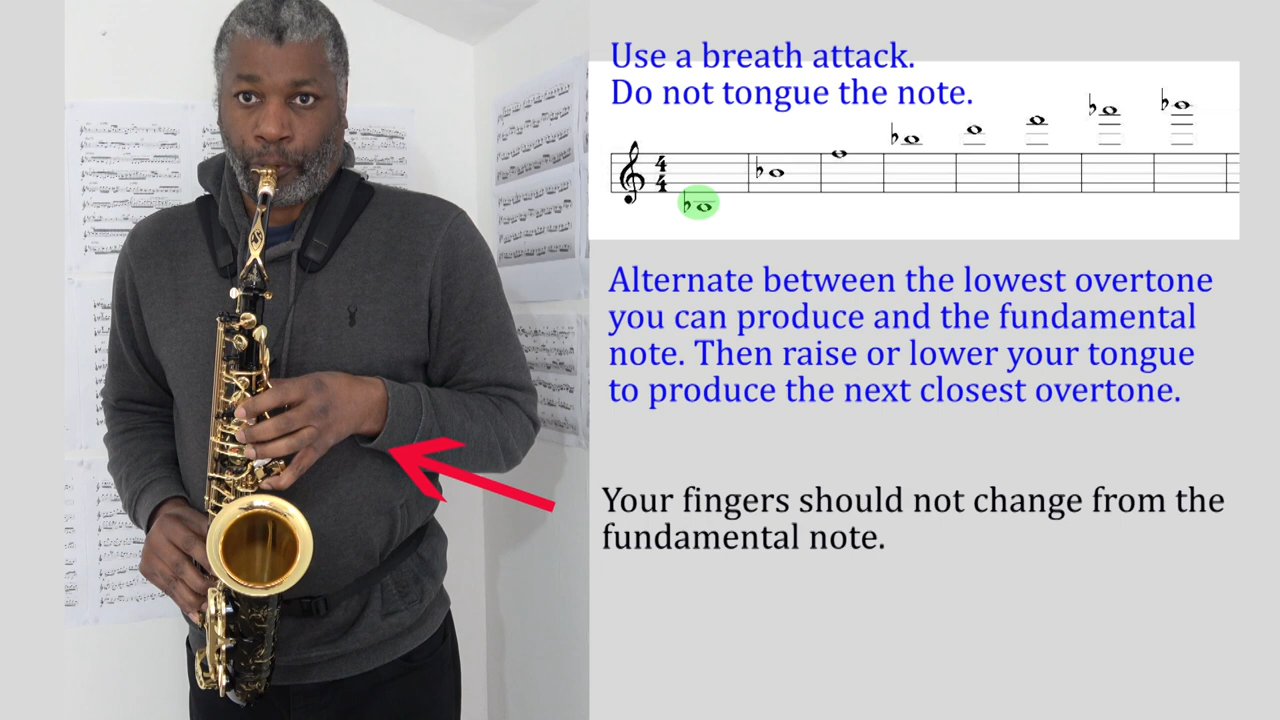 Use a breath attack.
Do not tongue the note.
Alternate between the lowest overtone
you can produce and the fundamental
note. Then raise or lower your tongue
to produce the next closest overtone.
Your fingers should not change from the
fundamental note.